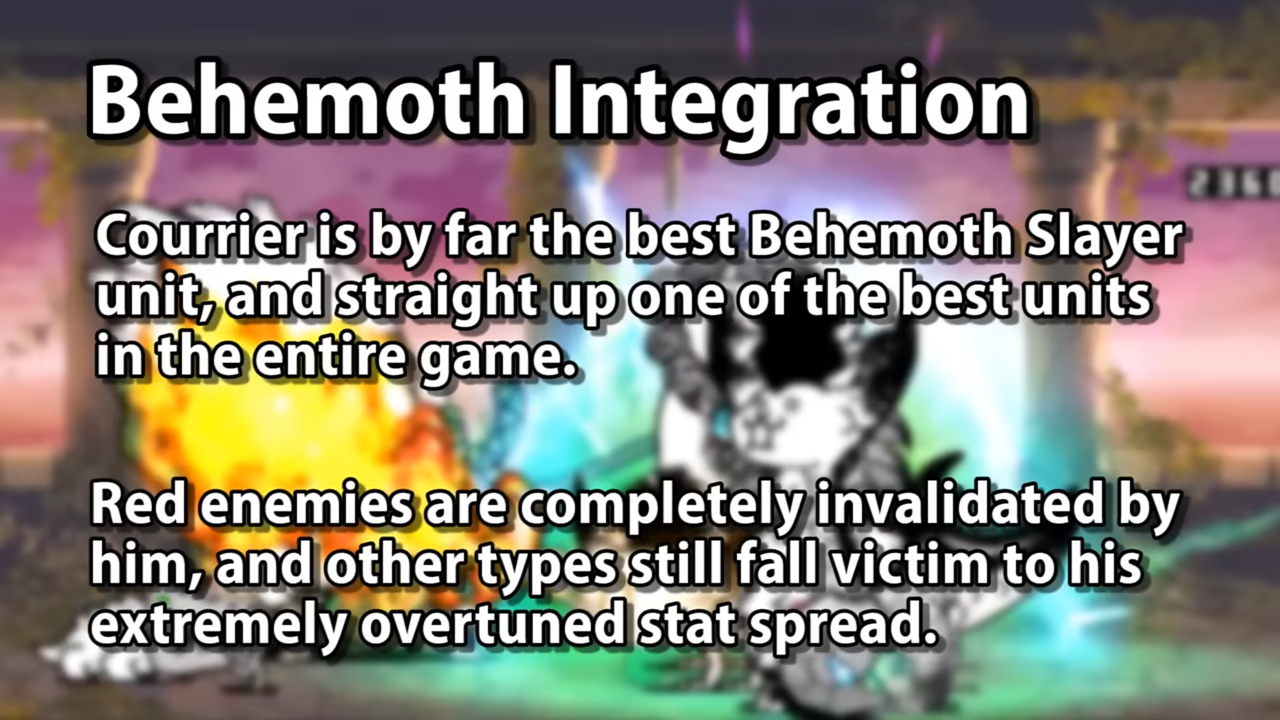 Behemoth Integration
Courrier is by far the best Behemoth Slayer
unit, and straight up one of the best units
in the entire game.
Red enemies are completely invalidated by
him, and other types still fall victim to his
extremely overtuned stat spread.